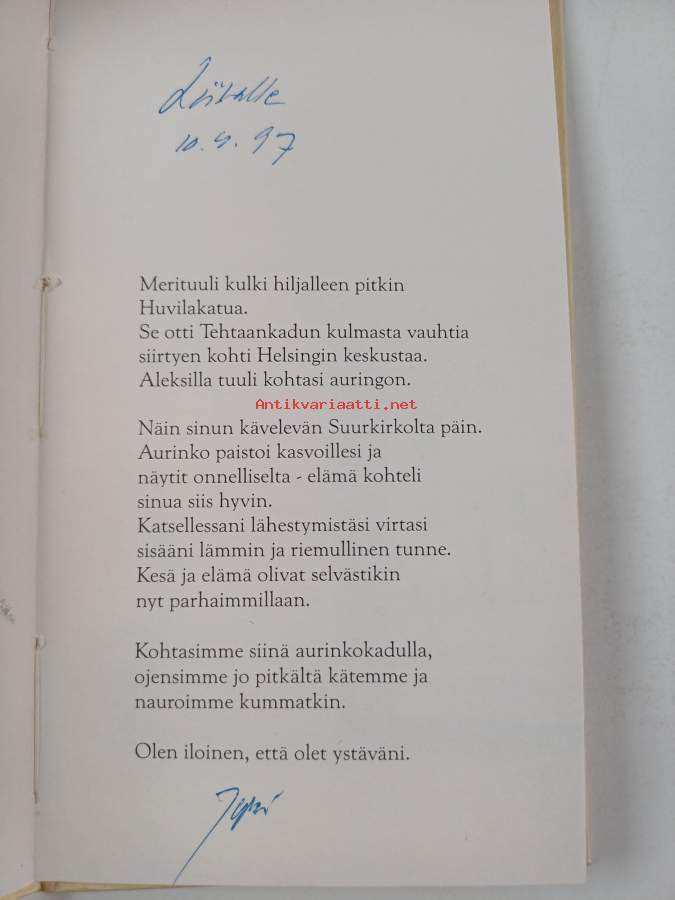 10.9.97
Merituuli kulki hiljalleen pitkin
Huvilakatua.
Se otti Tehtaankadun kulmasta vauhtia
siirtyen kohti Helsingin keskustaa.
Aleksilla tuuli kohtasi auringon.
Antikvariaatti.net
Näin sinun kävelevän Suurkirkolta päin.
Aurinko paistoi kasvoillesi ja
näytit onnelliselta - elämä kohteli
sinua siis hyvin.
Katsellessani lähestymistäsi virtasi
sisääni lämmin ja riemullinen tunne.
Kesä ja elämä olivat selvästikin
nyt parhaimmillaan.
Kohtasimme siinä aurinkokadulla,
ojensimme jo pitkältä kätemme ja
nauroimme kummatkin.
Olen iloinen, että olet ystäväni.